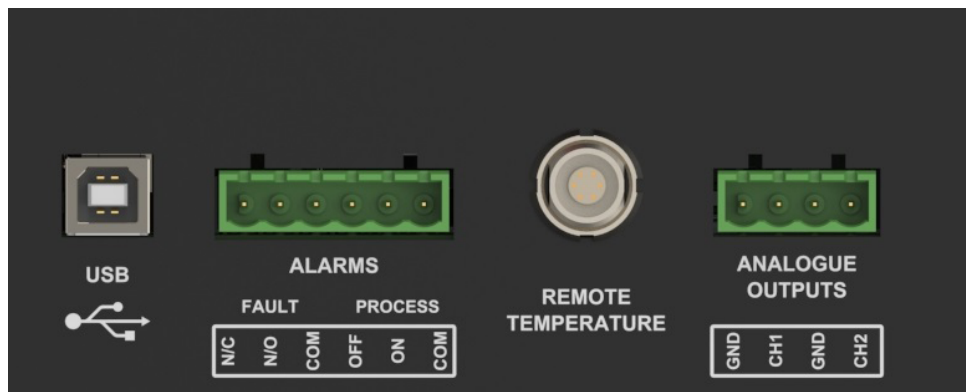 USB
ALARMS
FAULT PROCESS
N/C N/O COM OFF ON COM
REMOTE
TEMPERATURE
ANALOGUE
OUTPUTS
GND CH1 GND CH2